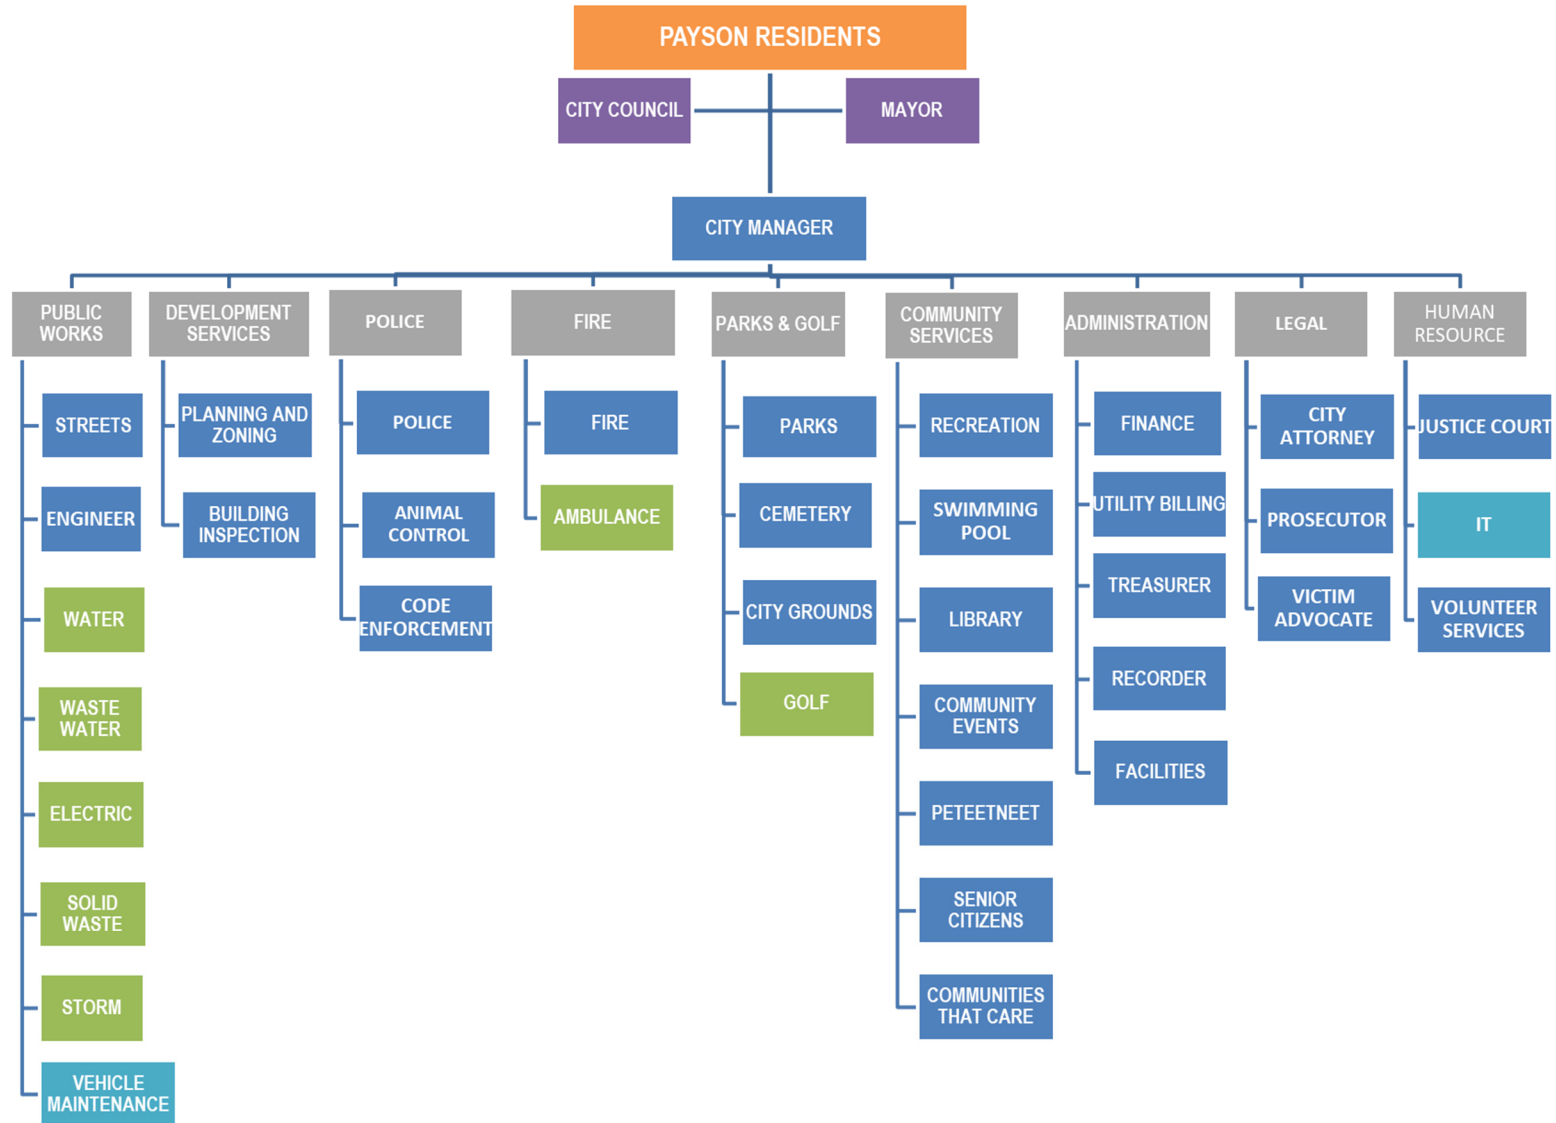 PAYSON RESIDENTS
CITY COUNCIL
MAYOR
CITY MANAGER
PUBLIC
WORKS
STREETS
ENGINEER
WATER
WASTE
WATER
ELECTRIC
SOLID
WASTE
STORM
VEHICLE
MAINTENANCE
DEVELOPMENT
SERVICES
PLANNING AND
ZONING
BUILDING
INSPECTION
POLICE
POLICE
ANIMAL
CONTROL
CODE
ENFORCEMENT
FIRE
FIRE
AMBULANCE
PARKS & GOLF
PARKS
CEMETERY
CITY GROUNDS
GOLF
COMMUNITY
SERVICES
RECREATION
SWIMMING
POOL
LIBRARY
COMMUNITY
EVENTS
PETEETNEET
SENIOR
CITIZENS
COMMUNITIES
THAT CARE
ADMINISTRATION
FINANCE
UTILITY BILLING
TREASURER
RECORDER
FACILITIES
LEGAL
CITY
ATTORNEY
PROSECUTOR
VICTIM
ADVOCATE
HUMAN
RESOURCE
JUSTICE COURT
IT
VOLUNTEER
SERVICES